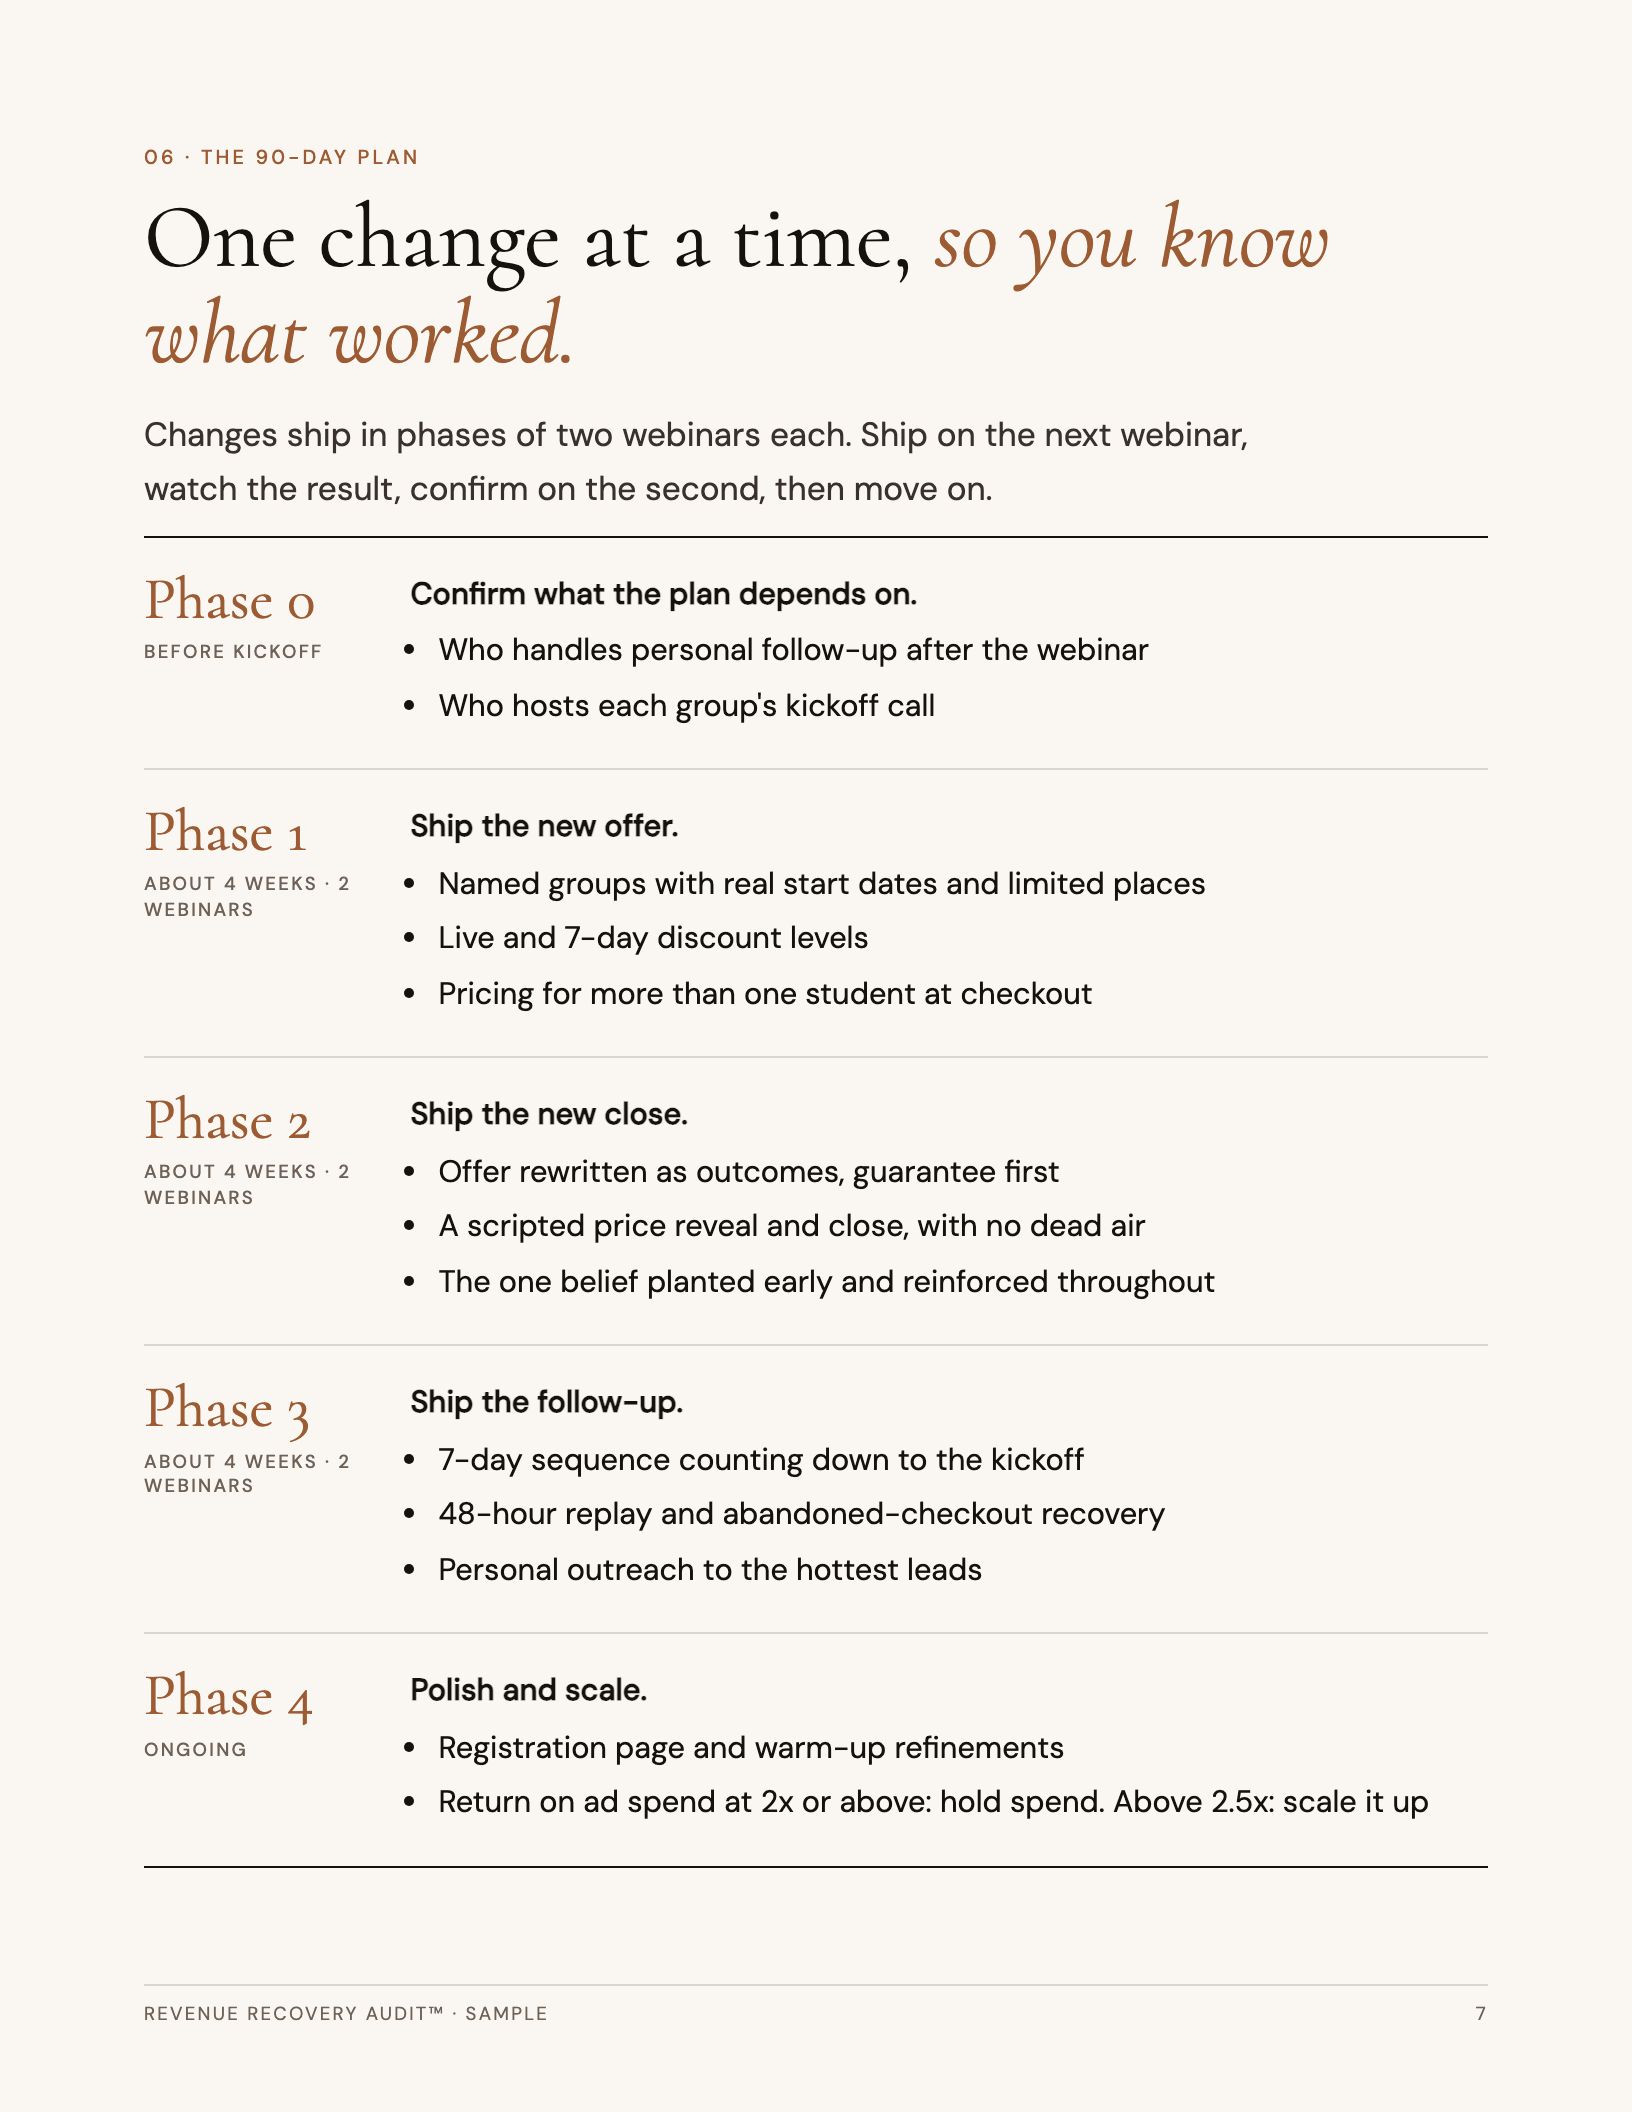 06 · THE 90-DAY PLAN
One change at a time, so you know
what worked.
Changes ship in phases of two webinars each. Ship on the next webinar,
watch the result, confirm on the second, then move on.
Phase 0
BEFORE KICKOFF
Confirm what the plan depends on.
• Who handles personal follow-up after the webinar
• Who hosts each group's kickoff call
Phase 1
ABOUT 4 WEEKS · 2
WEBINARS
Ship the new offer.
• Named groups with real start dates and limited places
• Live and 7-day discount levels
• Pricing for more than one student at checkout
Phase 2
ABOUT 4 WEEKS · 2
WEBINARS
Ship the new close.
• Offer rewritten as outcomes, guarantee first
• A scripted price reveal and close, with no dead air
• The one belief planted early and reinforced throughout
Phase 3
ABOUT 4 WEEKS · 2
WEBINARS
Ship the follow-up.
• 7-day sequence counting down to the kickoff
• 48-hour replay and abandoned-checkout recovery
• Personal outreach to the hottest leads
Phase 4
ONGOING
Polish and scale.
• Registration page and warm-up refinements
• Return on ad spend at 2x or above: hold spend. Above 2.5x: scale it up
REVENUE RECOVERY AUDIT™ · SAMPLE
7